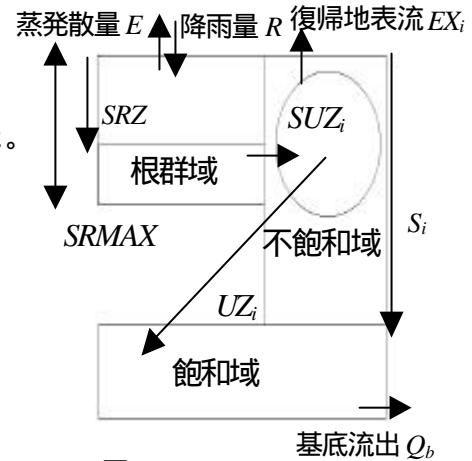 蒸発散量 E 降雨量 R 復帰地表流 EXi
SRZ
SUZi
。
根群域
SRMAX
不飽和域
Si
UZi
飽和域
基底流出 Qb